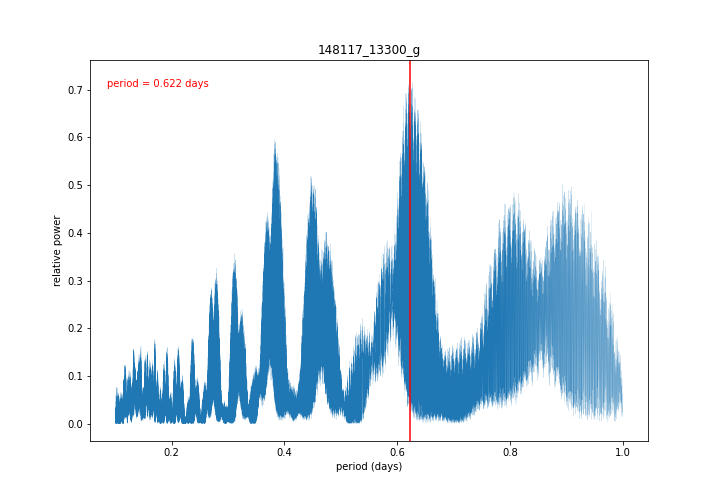 148117_13300_g
period = 0.622 days
relative power
0.7
0.6
0.5
0.4
0.3
0.2
0.1
0.0
0.2 0.4 0.6 0.8 1.0
period (days)